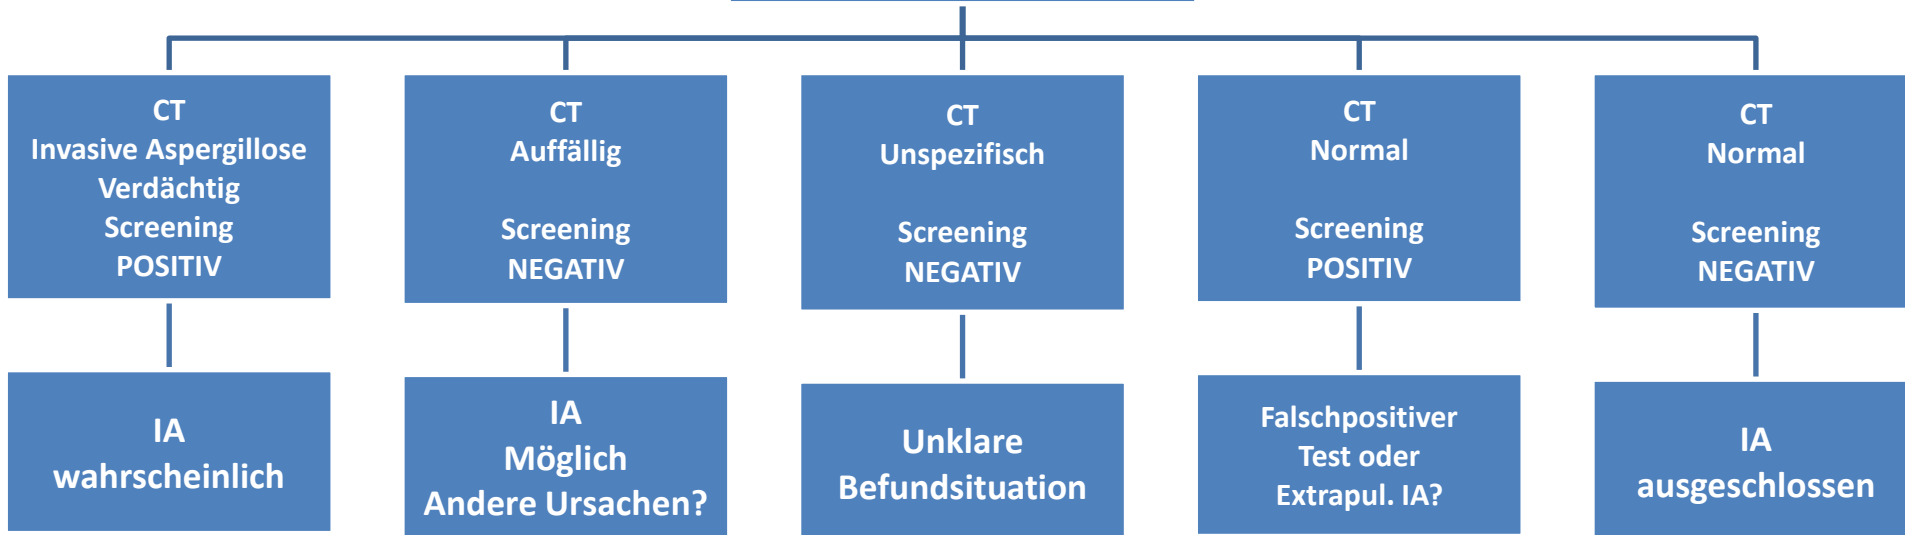 CT
Invasive Aspergillose
Verdächtig
Screening
POSITIV
CT
Auffällig
Screening
NEGATIV
CT
Unspezifisch
Screening
NEGATIV
CT
Normal
Screening
POSITIV
CT
Normal
Screening
NEGATIV
IA
wahrscheinlich
IA
Möglich
Andere Ursachen?
Unklare
Befundsituation
Falschpositiver
Test oder
Extrapul. IA?
IA
ausgeschlossen